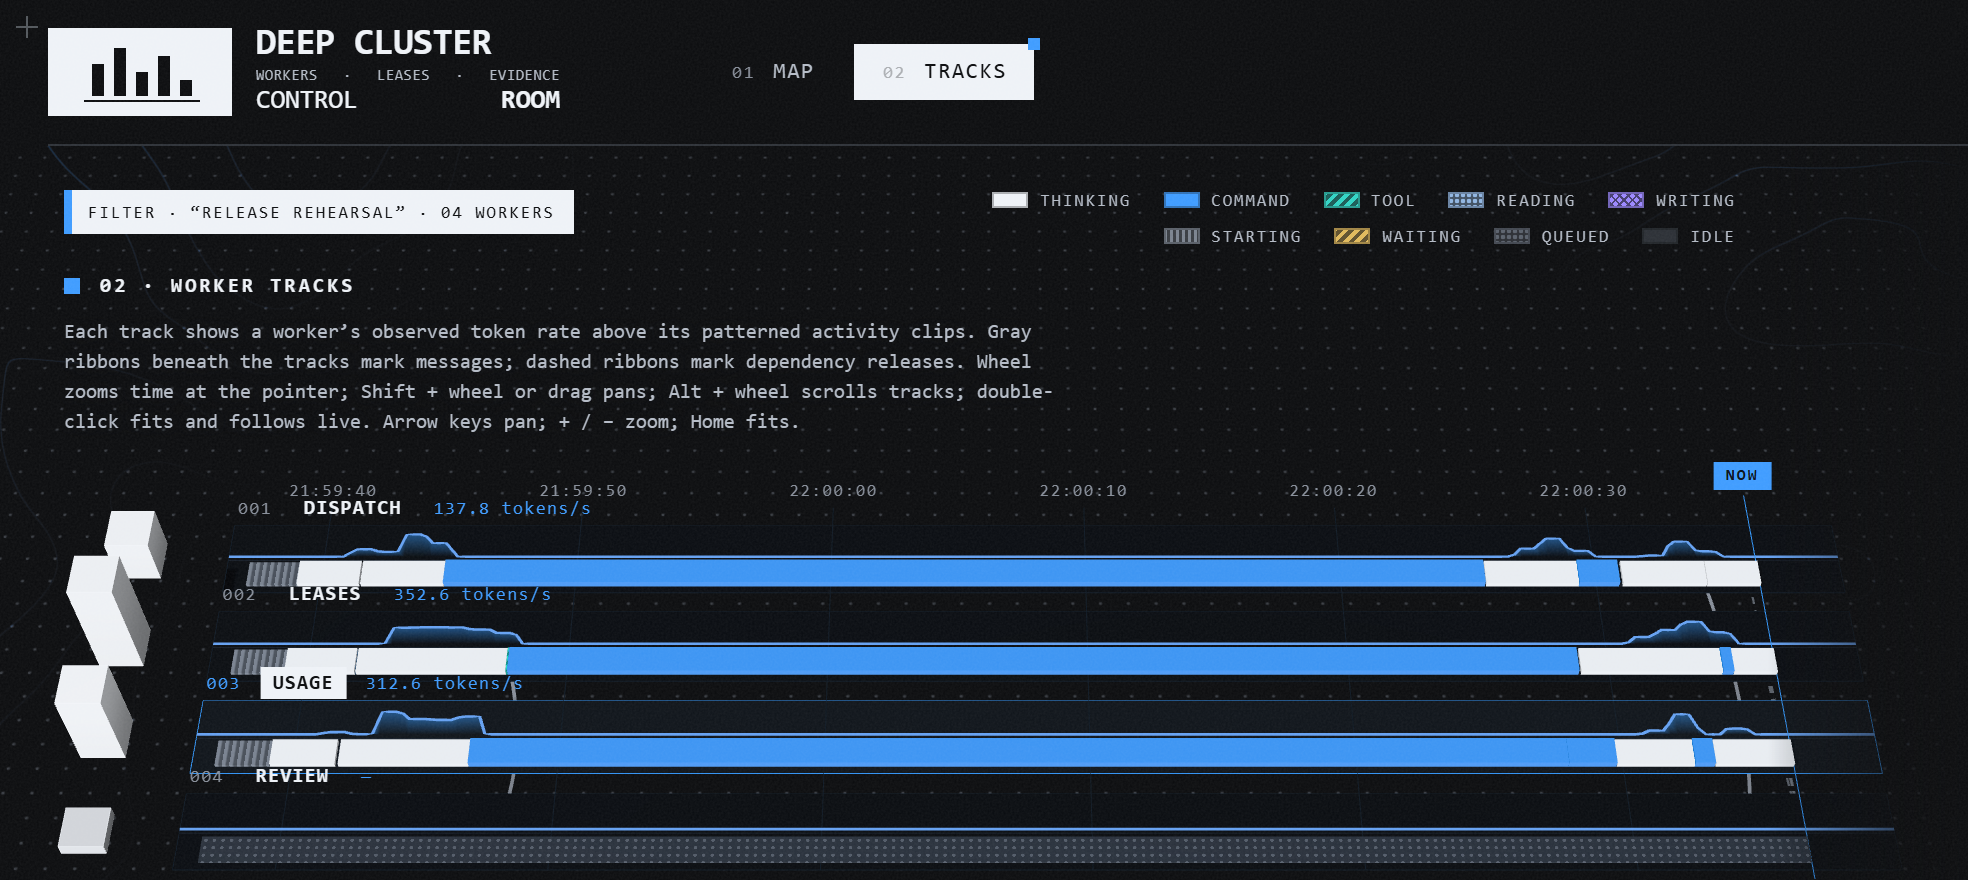 DEEP CLUSTER
WORKERS · LEASES · EVIDENCE
CONTROL ROOM
01 MAP
02 TRACKS
FILTER · “RELEASE REHEARSAL” · 04 WORKERS
THINKING COMMAND TOOL READING WRITING
STARTING WAITING QUEUED IDLE
02 · WORKER TRACKS
Each track shows a worker’s observed token rate above its patterned activity clips. Gray
ribbons beneath the tracks mark messages; dashed ribbons mark dependency releases. Wheel
zooms time at the pointer; Shift + wheel or drag pans; Alt + wheel scrolls tracks; double-
click fits and follows live. Arrow keys pan; + / − zoom; Home fits.
NOW
21:59:40 21:59:50 22:00:00 22:00:10 22:00:20 22:00:30
001 DISPATCH 137.8 tokens/s
002 LEASES 352.6 tokens/s
003 USAGE 312.6 tokens/s
004 REVIEW —